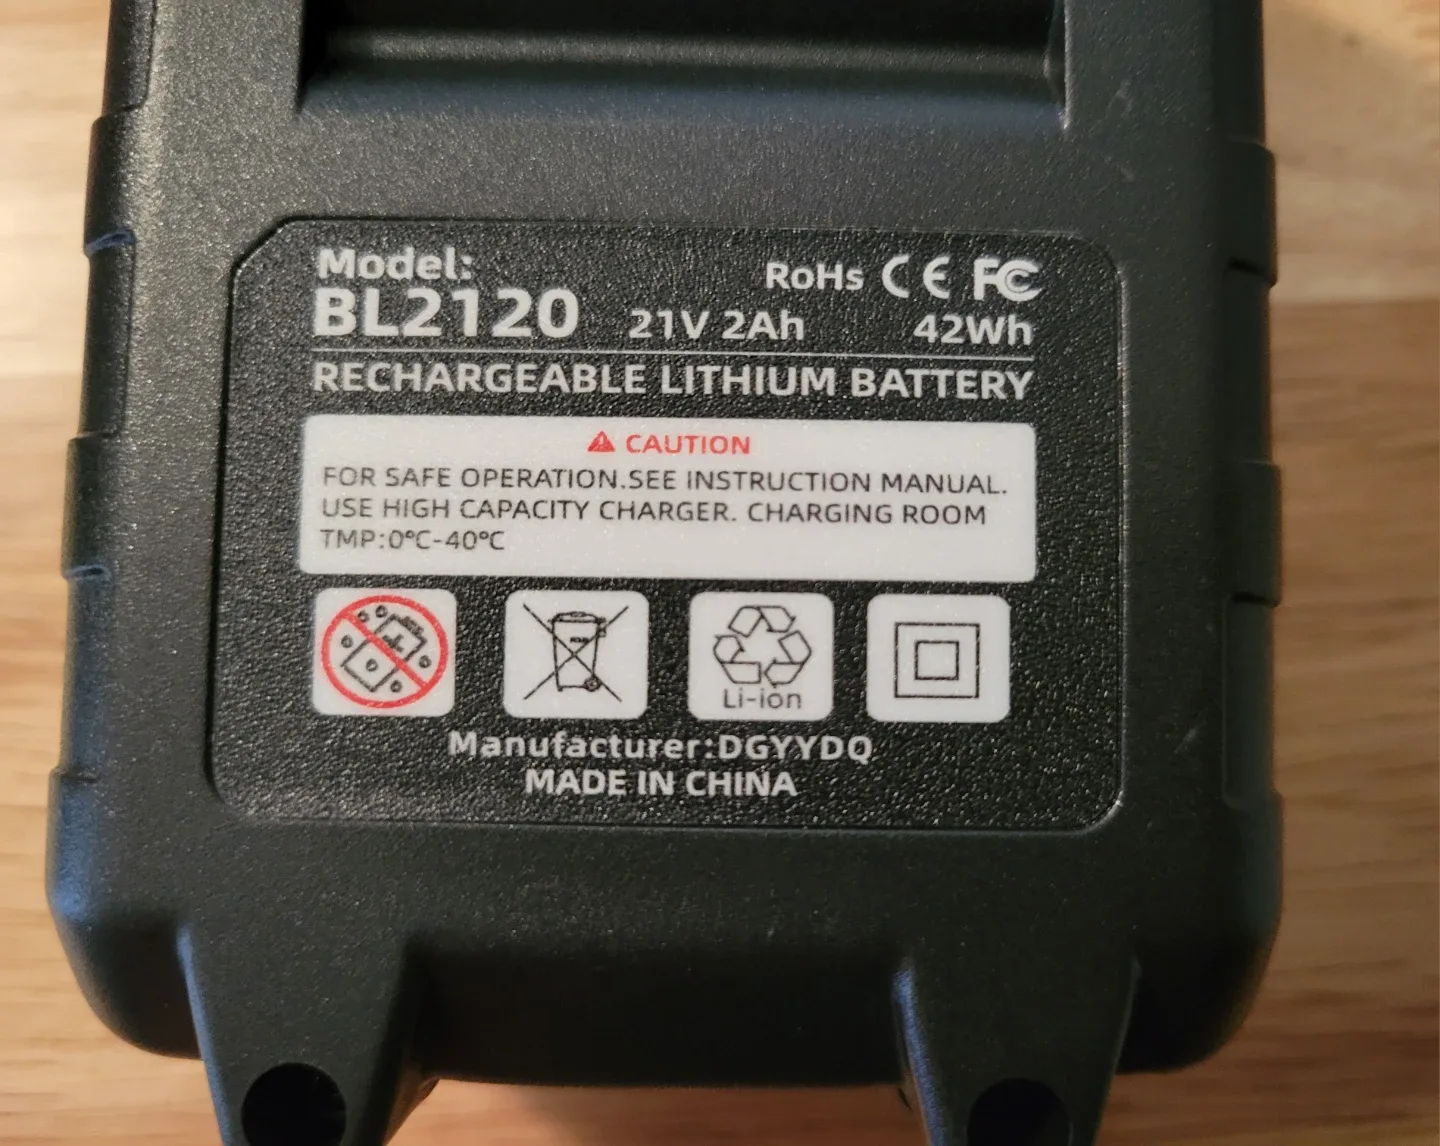 Model:
RoHs CE FC
BL2120 21V 2Ah 42Wh
RECHARGEABLE LITHIUM BATTERY
CAUTION
FOR SAFE OPERATION.SEE INSTRUCTION MANUAL.
USE HIGH CAPACITY CHARGER. CHARGING ROOM
TMP:0°C-40°C
Li-ion
Manufacturer:DGYYDQ
MADE IN CHINA